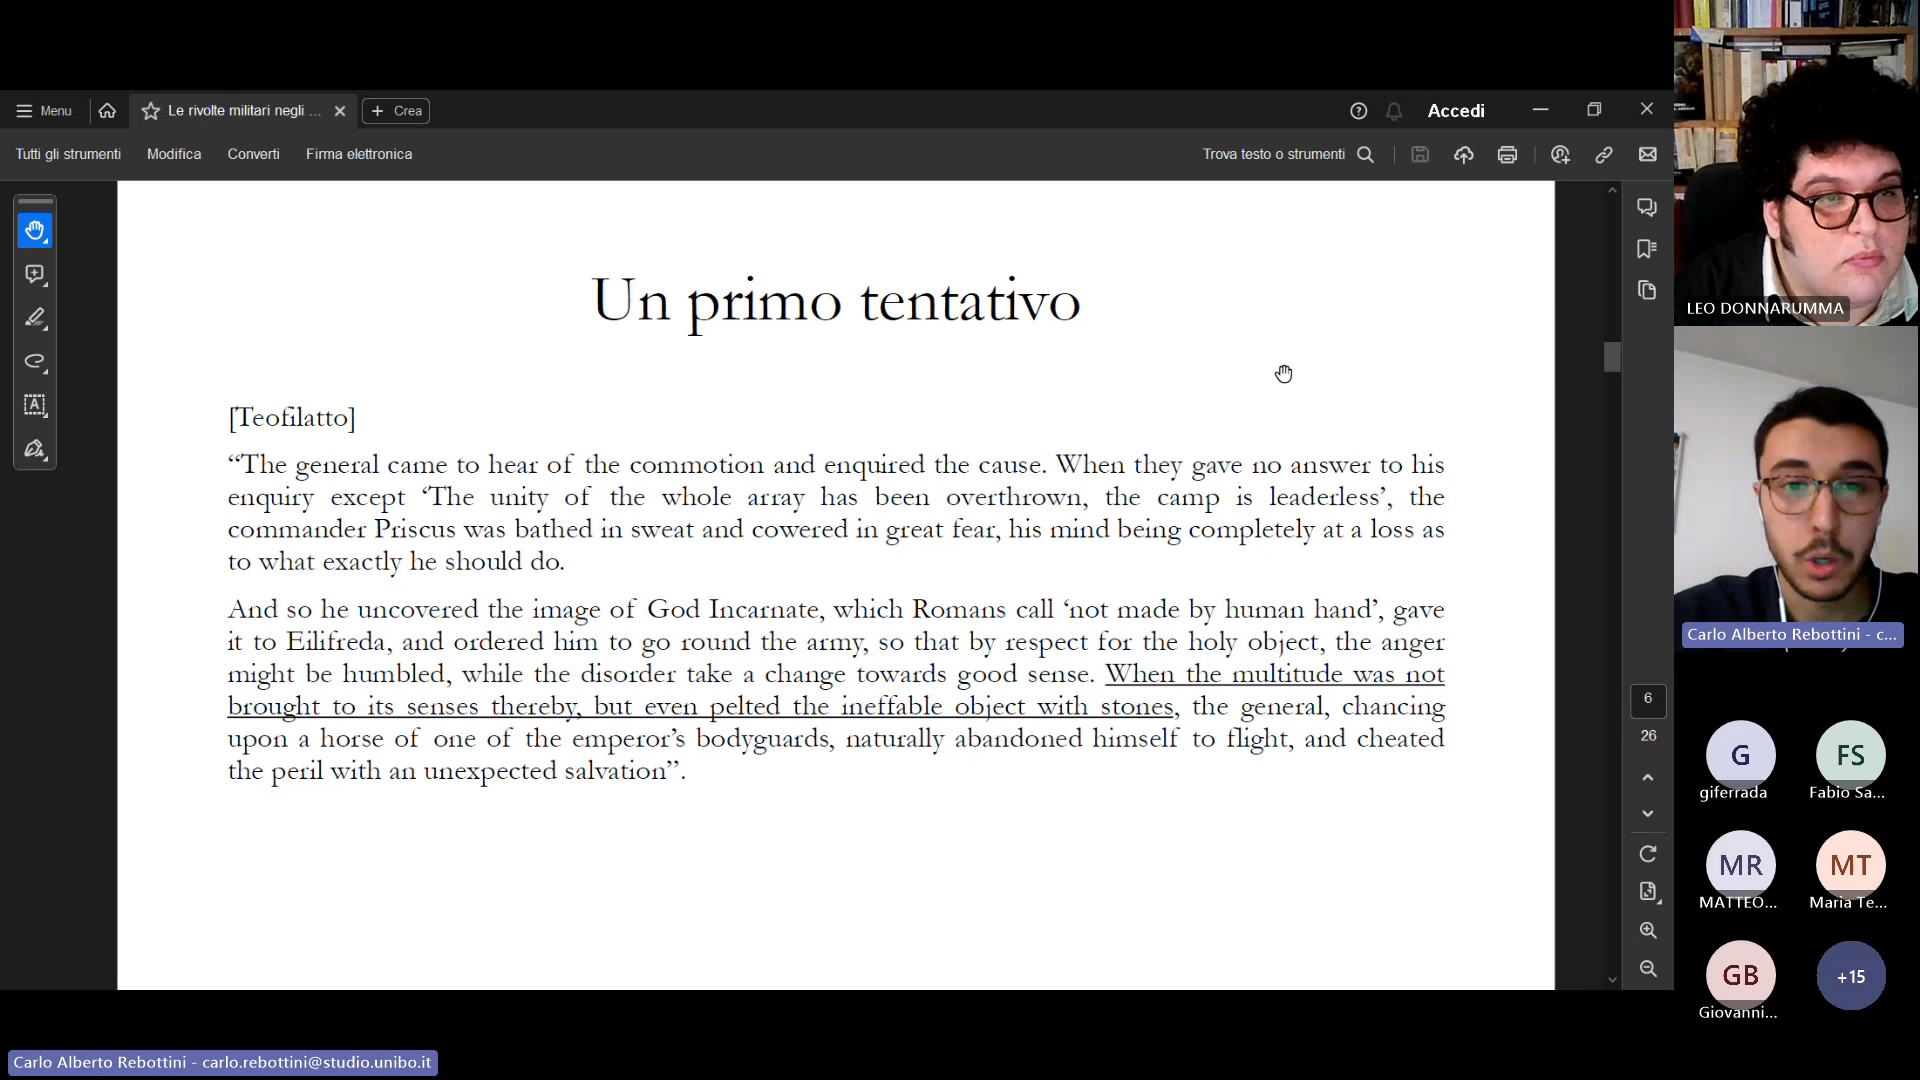 Menu
Le rivolte militari negli ...
Crea
Accedi
Tutti gli strumenti
Modifica
Converti
Firma elettronica
Trova testo o strumenti
Un primo tentativo
[Teofilatto]
“The general came to hear of the commotion and enquired the cause. When they gave no answer to his
enquiry except ‘The unity of the whole array has been overthrown, the camp is leaderless’, the
commander Priscus was bathed in sweat and cowered in great fear, his mind being completely at a loss as
to what exactly he should do.
And so he uncovered the image of God Incarnate, which Romans call ‘not made by human hand’, gave
it to Eilifreda, and ordered him to go round the army, so that by respect for the holy object, the anger
might be humbled, while the disorder take a change towards good sense. When the multitude was not
brought to its senses thereby, but even pelted the ineffable object with stones, the general, chancing
upon a horse of one of the emperor’s bodyguards, naturally abandoned himself to flight, and cheated
the peril with an unexpected salvation”.
6
26
LEO DONNARUMMA
Carlo Alberto Rebottini - c...
G
giferrada
FS
Fabio Sa...
MR
MATTEO...
MT
Maria Te...
GB
Giovanni...
+15
Carlo Alberto Rebottini - carlo.rebottini@studio.unibo.it